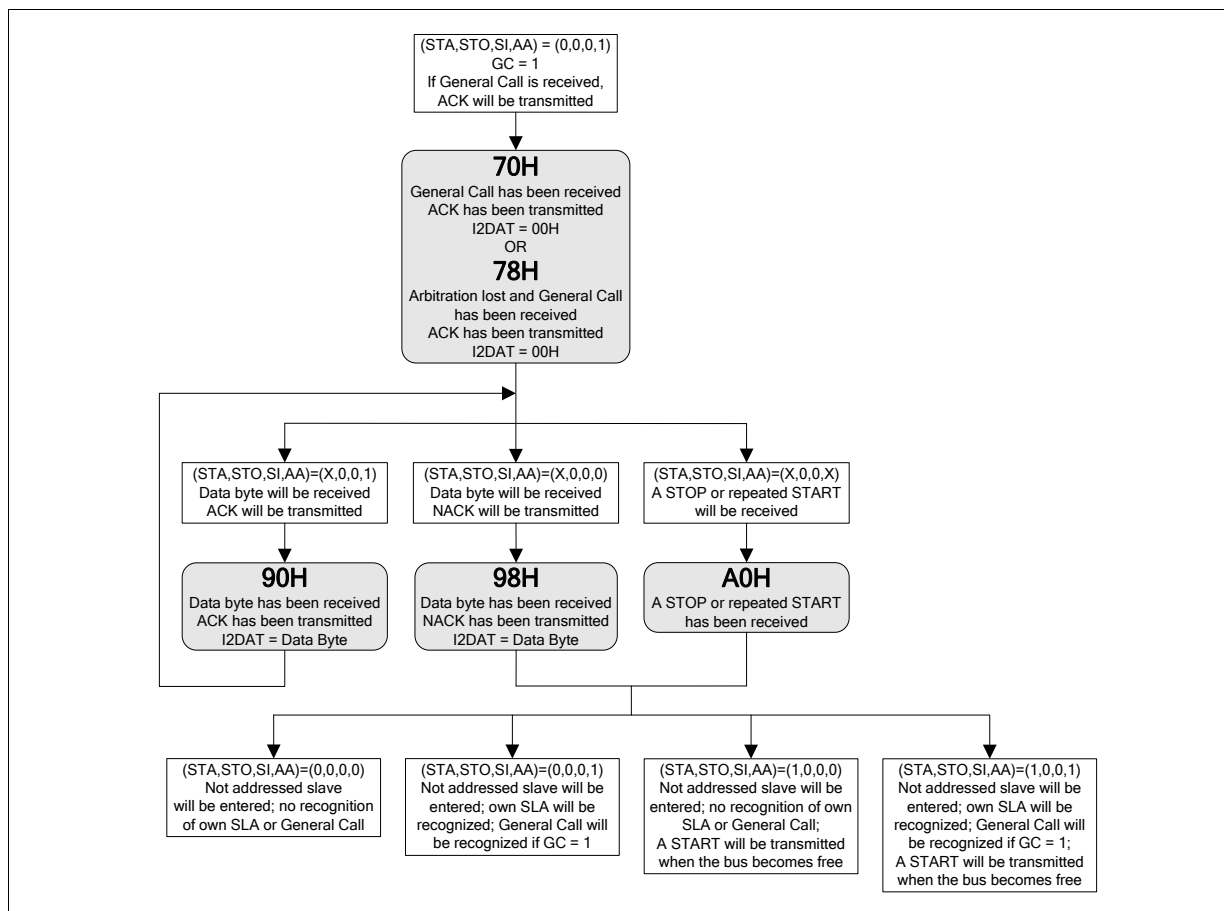 (STA,STO,SI,AA) = (0,0,0,1)
GC = 1
If General Call is received,
ACK will be transmitted
70H
General Call has been received
ACK has been transmitted
I2DAT = 00H
OR
78H
Arbitration lost and General Call
has been received
ACK has been transmitted
I2DAT = 00H
(STA,STO,SI,AA)=(X,0,0,1)
Data byte will be received
ACK will be transmitted
(STA,STO,SI,AA)=(X,0,0,0)
Data byte will be received
NACK will be transmitted
(STA,STO,SI,AA)=(X,0,0,X)
A STOP or repeated START
will be received
90H
Data byte has been received
ACK has been transmitted
I2DAT = Data Byte
98H
Data byte has been received
NACK has been transmitted
I2DAT = Data Byte
A0H
A STOP or repeated START
has been received
(STA,STO,SI,AA)=(0,0,0,0)
Not addressed slave
will be entered; no recognition
of own SLA or General Call
(STA,STO,SI,AA)=(0,0,0,1)
Not addressed slave will be
entered; own SLA will be
recognized; General Call will
be recognized if GC = 1
(STA,STO,SI,AA)=(1,0,0,0)
Not addressed slave will be
entered; no recognition of own
SLA or General Call;
A START will be transmitted
when the bus becomes free
(STA,STO,SI,AA)=(1,0,0,1)
Not addressed slave will be
entered; own SLA will be
recognized; General Call will
be recognized if GC = 1;
A START will be transmitted
when the bus becomes free